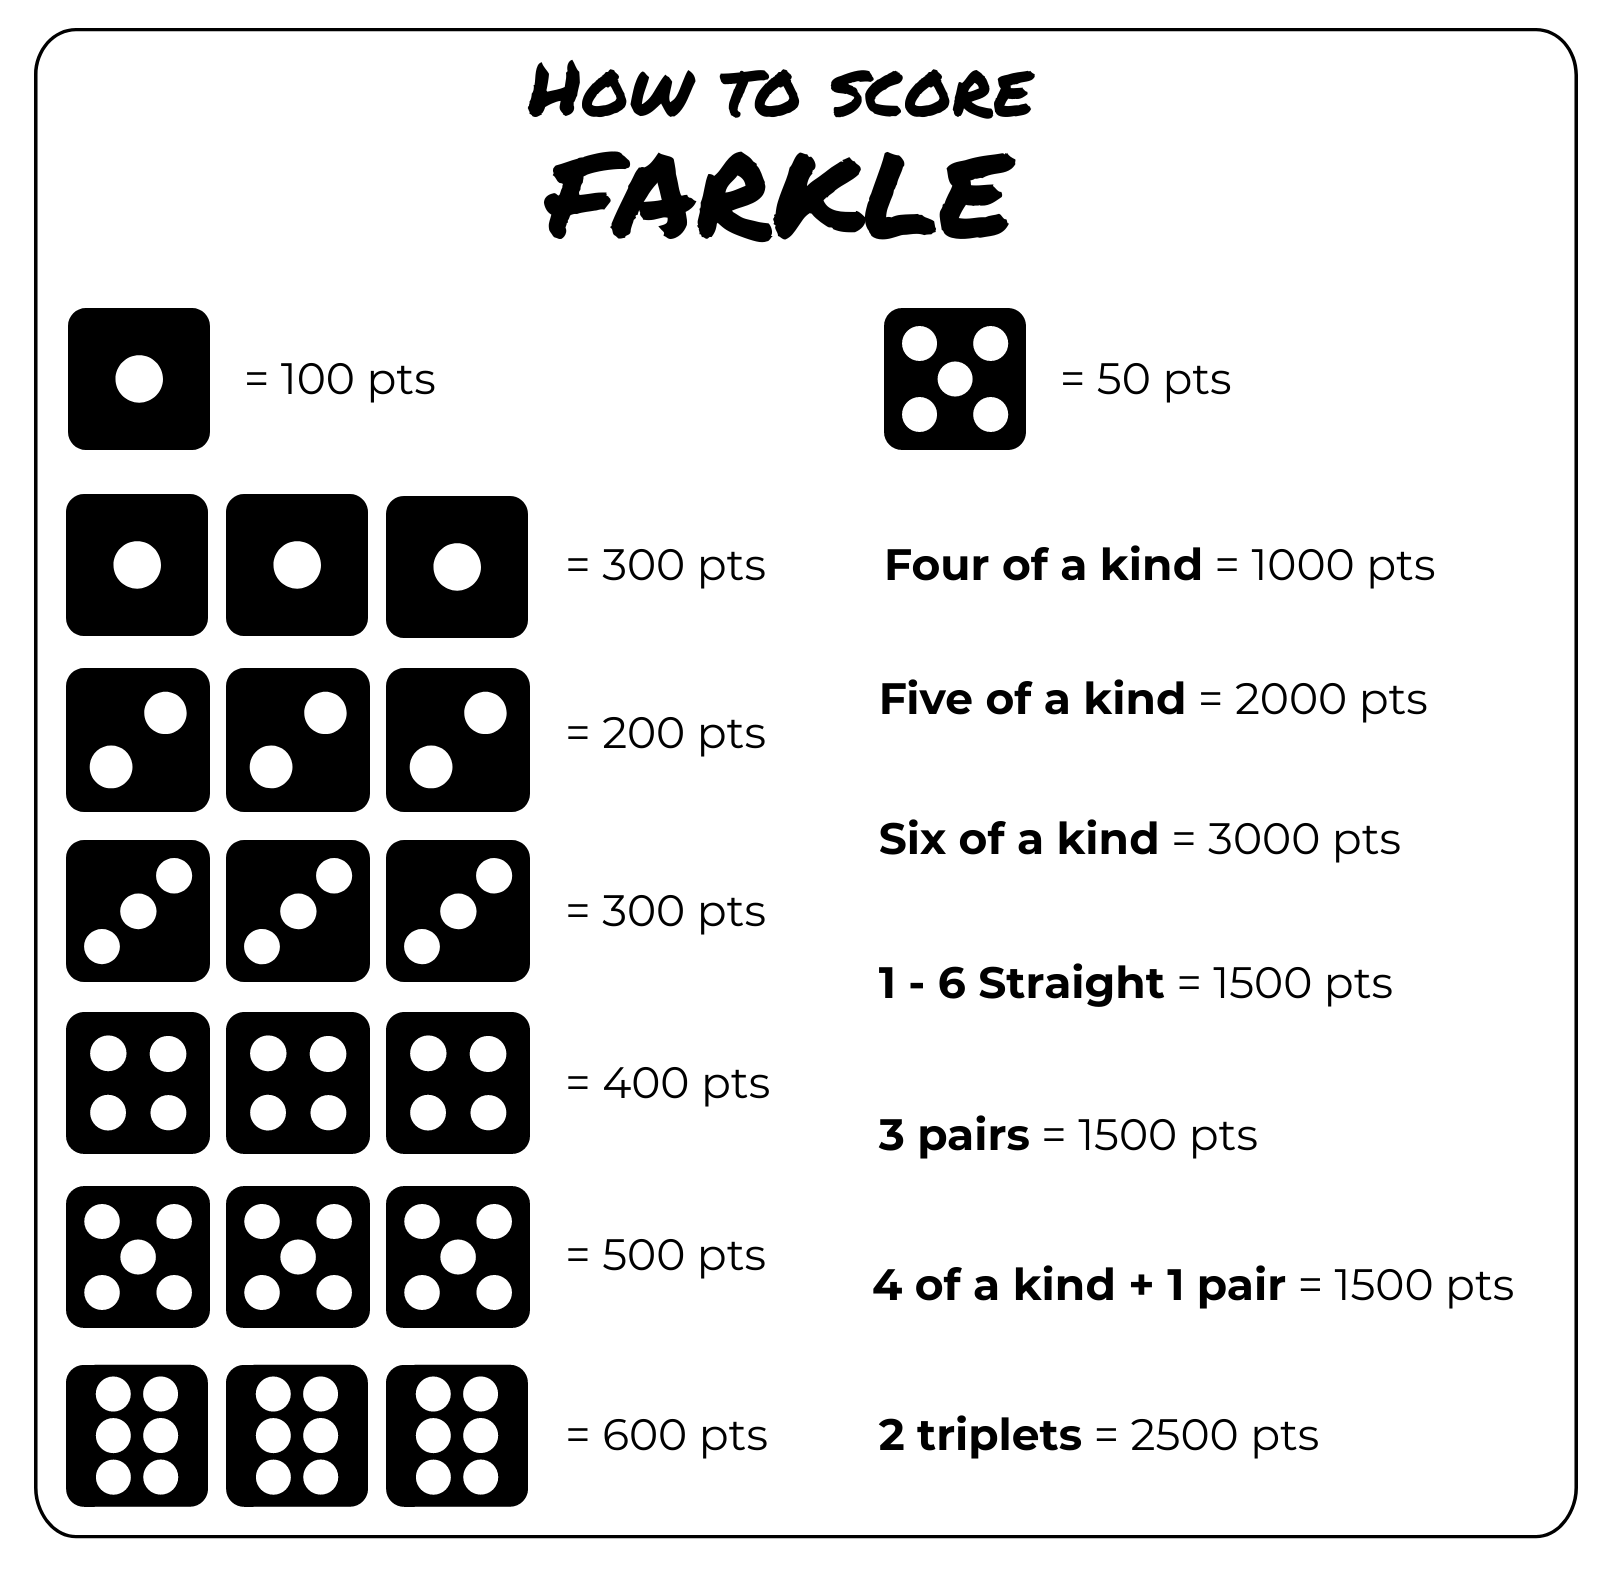 How to score
FARKLE
= 100 pts
= 50 pts
= 300 pts
Four of a kind = 1000 pts
= 200 pts
Five of a kind = 2000 pts
= 300 pts
Six of a kind = 3000 pts
1 - 6 Straight = 1500 pts
= 400 pts
3 pairs = 1500 pts
= 500 pts
4 of a kind + 1 pair = 1500 pts
= 600 pts
2 triplets = 2500 pts